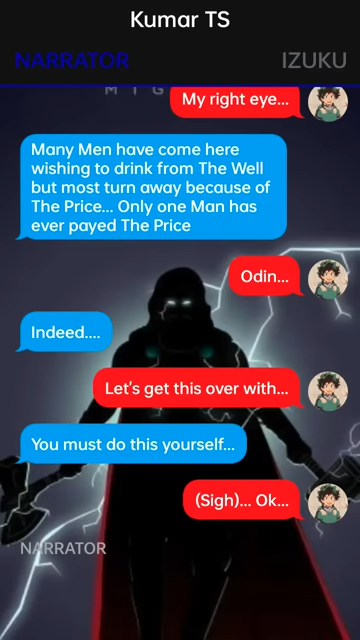 Kumar TS
NARRATOR
IZUKU
M I G
My right eye...
Many Men have come here
wishing to drink from The Well
but most turn away because of
The Price... Only one Man has
ever payed The Price
Odin...
Indeed....
Let's get this over with...
You must do this yourself...
(Sigh)... Ok...
NARRATOR